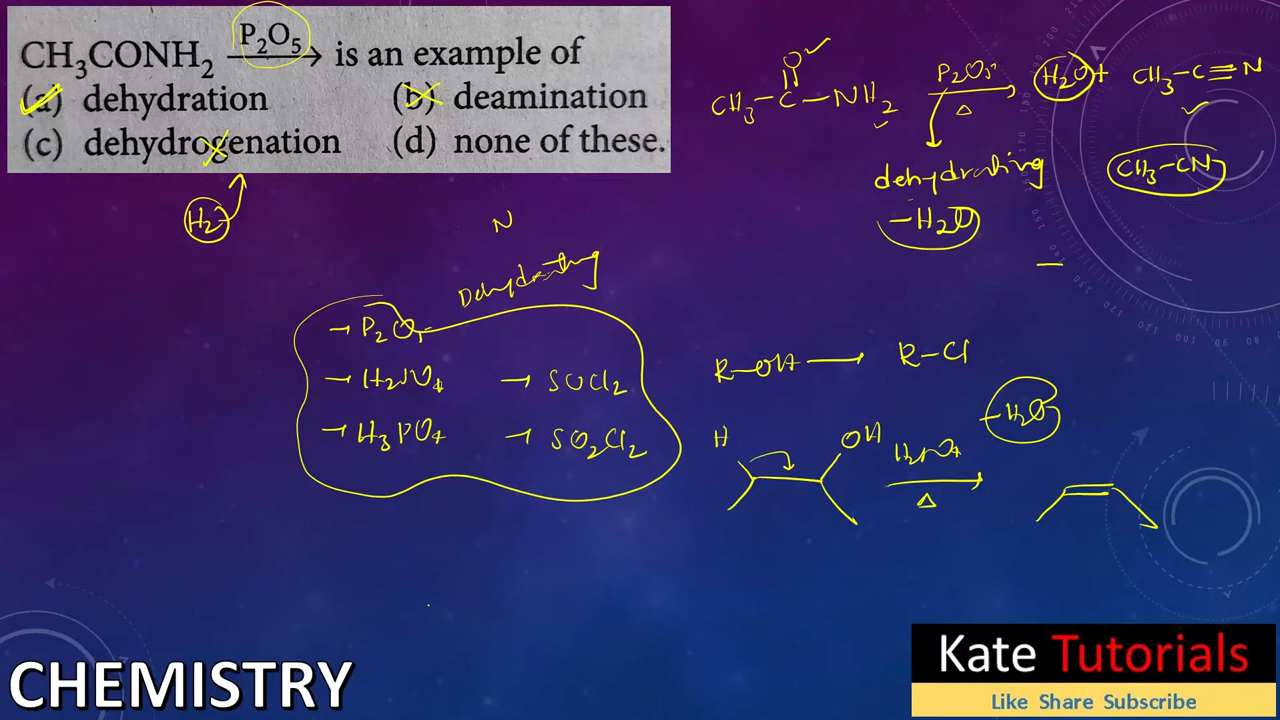 CH₃CONH₂ P₂O₅ → is an example of
(a) dehydration (b) deamination
(c) dehydrogenation (d) none of these.
H₂
O
CH₃-C-NH₂ P₂O₅ Δ → H₂O + CH₃-C≡N
dehydrating
-H₂O
CH₃-CN
N
Dehydrating
→ P₂O₅
→ H₂SO₄ → SOCl₂
→ H₃PO₄ → SO₂Cl₂
R-OH → R-Cl
-H₂O
H OH H₂SO₄
Δ
CHEMISTRY
Kate Tutorials
Like Share Subscribe